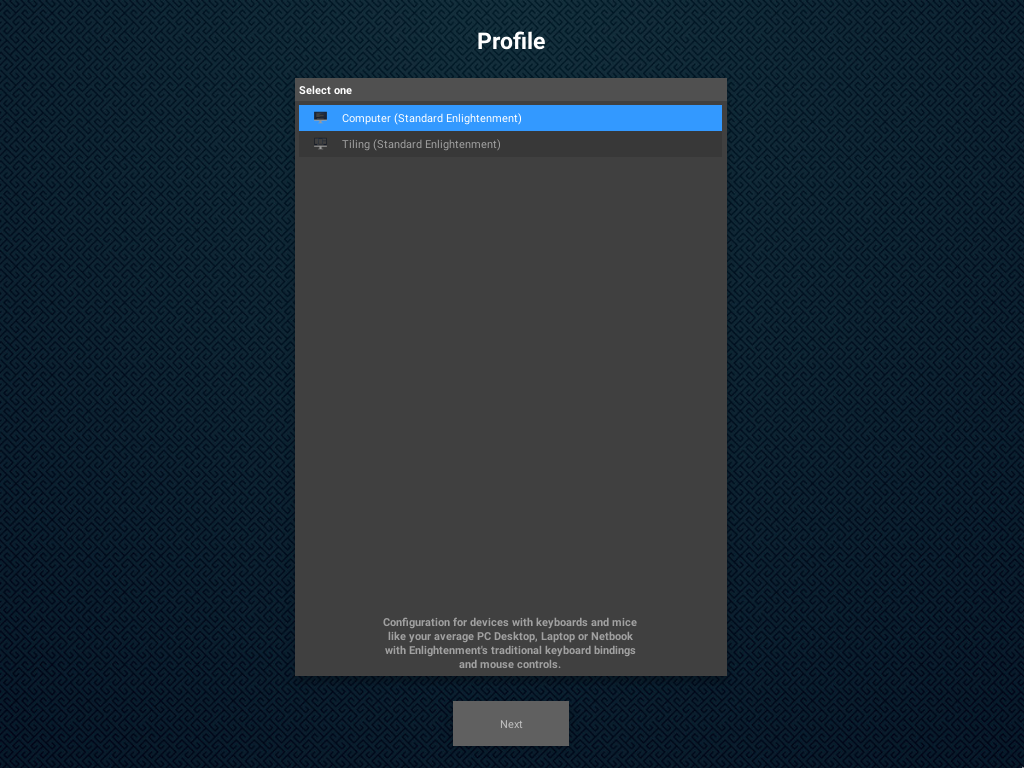 Profile
Select one
Computer (Standard Enlightenment)
Tiling (Standard Enlightenment)
Configuration for devices with keyboards and mice
like your average PC Desktop, Laptop or Netbook
with Enlightenment's traditional keyboard bindings
and mouse controls.
Next